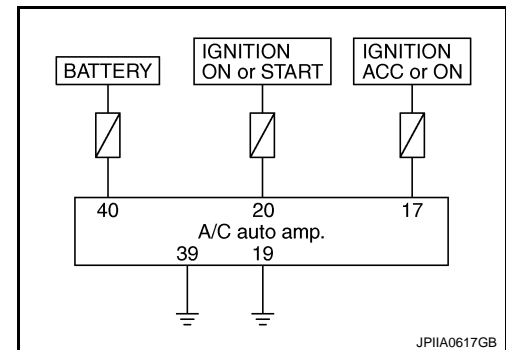 BATTERY
IGNITION
ON or START
IGNITION
ACC or ON
40 20 17
A/C auto amp.
39 19
JPIIA0617GB